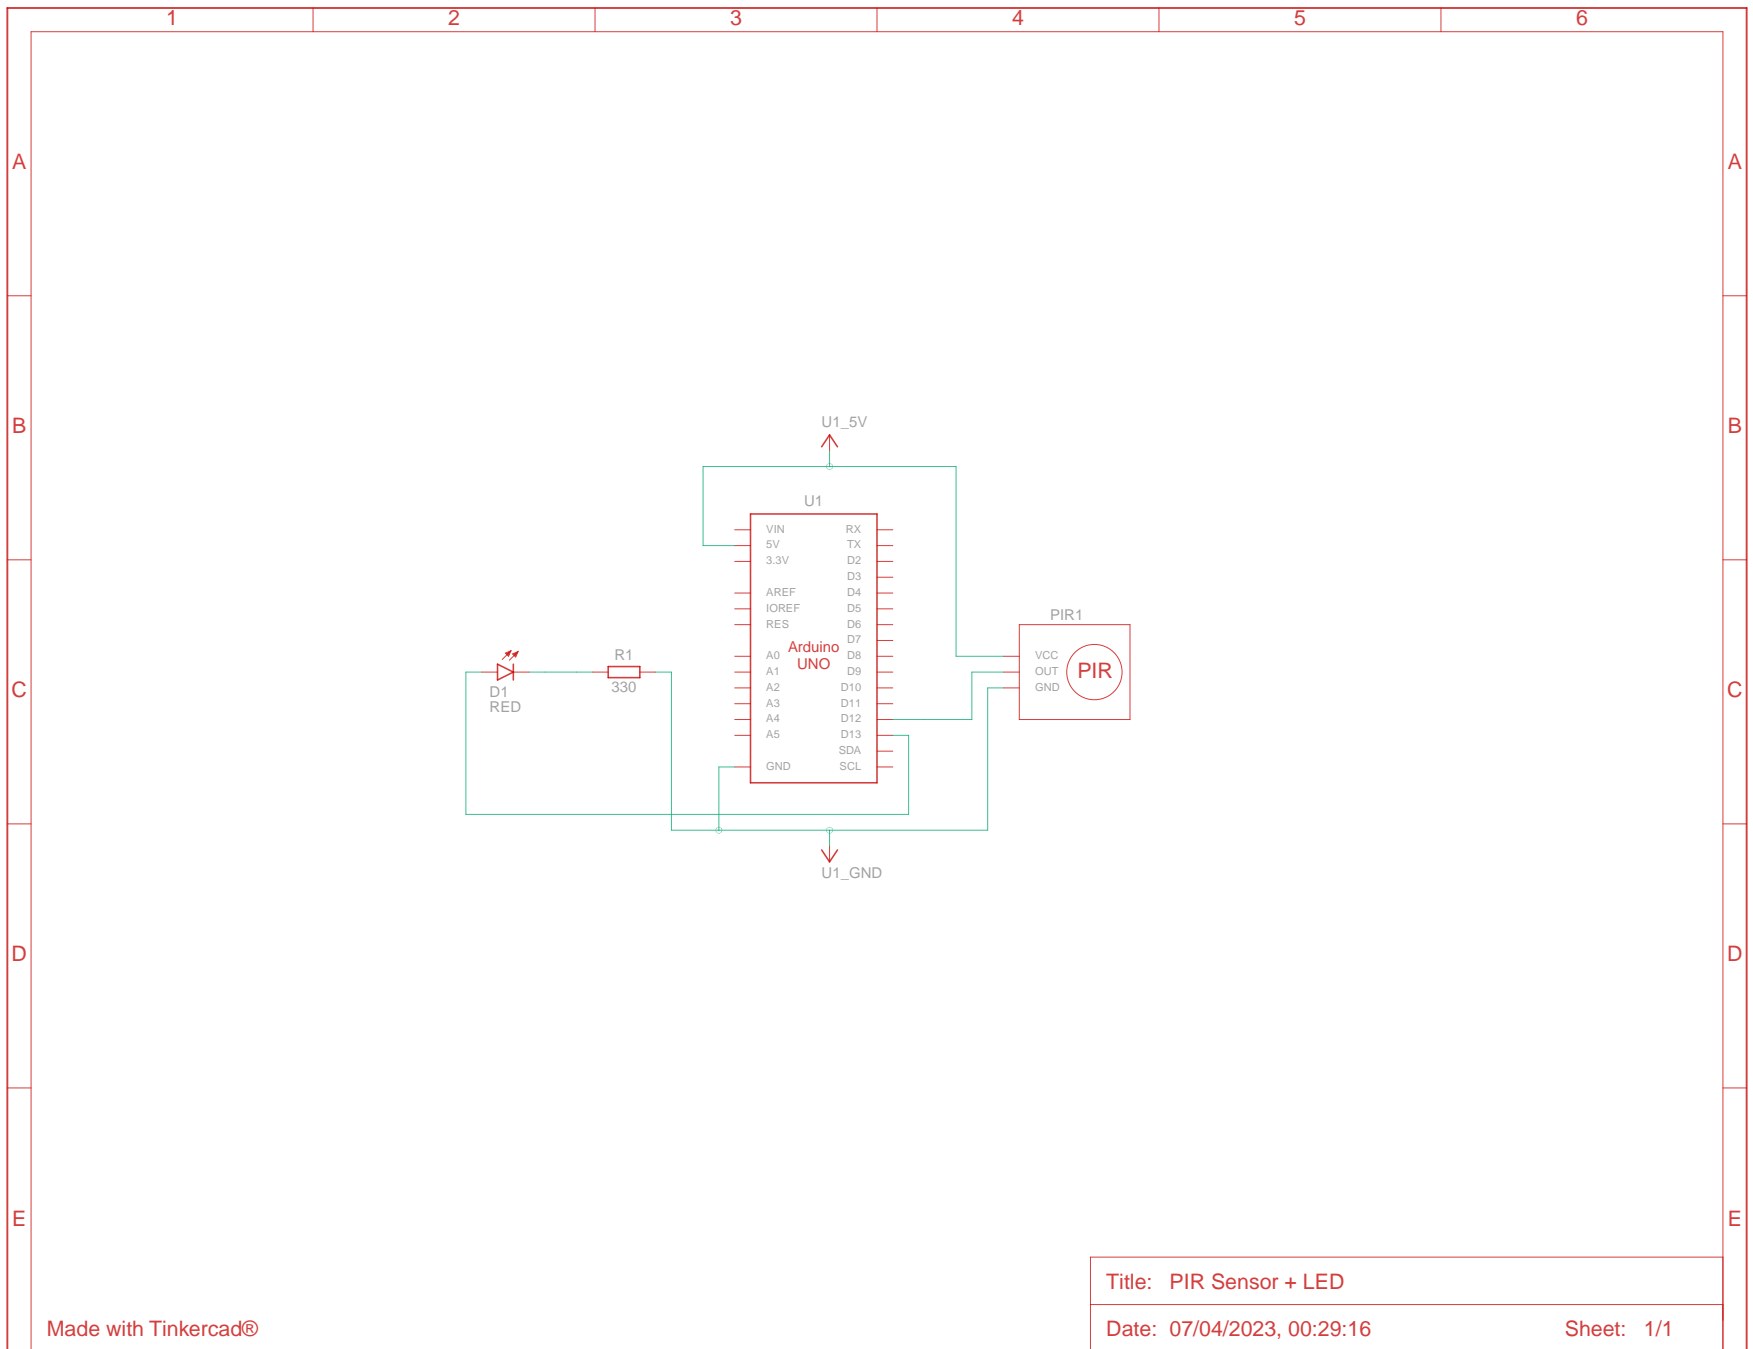 1 2 3 4 5 6
A A
B B
U1_5V
U1
VIN RX
5V TX
3.3V D2
D3
AREF D4
IOREF D5
RES D6
D7
Arduino
UNO
A0 D8
A1 D9
A2 D10
A3 D11
A4 D12
A5 D13
SDA
GND SCL
PIR1
VCC
OUT
GND
PIR
R1
330
D1
RED
C C
U1_GND
D D
E E
Title: PIR Sensor + LED
Made with Tinkercad®
Date: 07/04/2023, 00:29:16 Sheet: 1/1